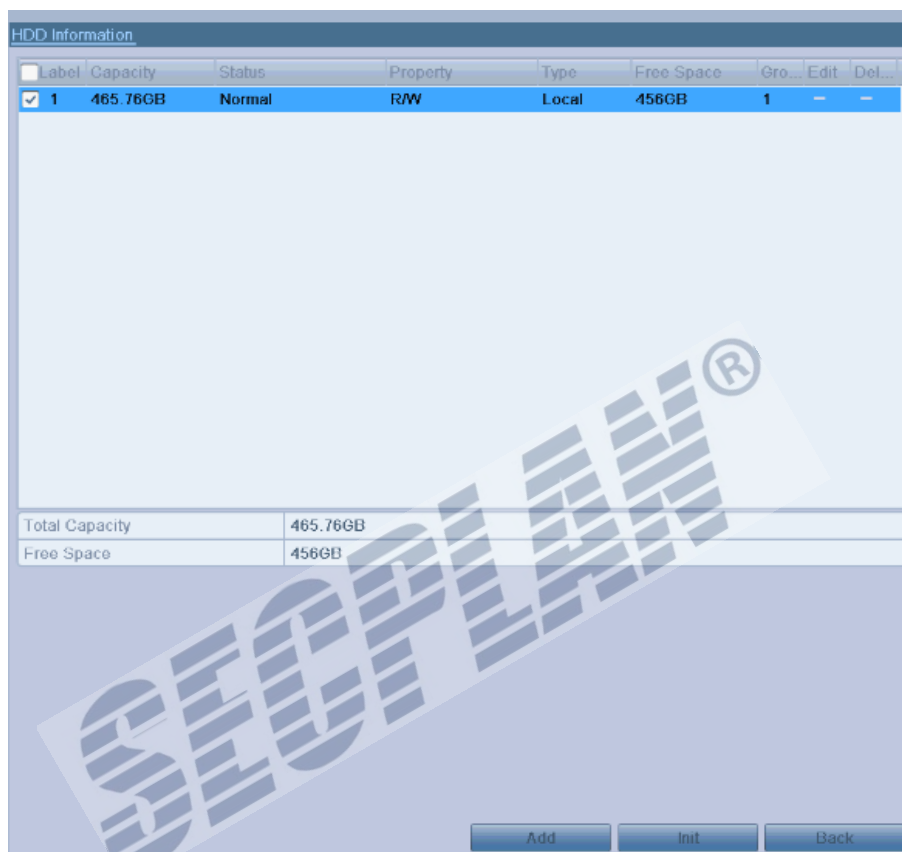 HDD Information
Label Capacity Status Property Type Free Space Gro... Edit Del...
1 465.76GB Normal R/W Local 456GB 1 — —
Total Capacity 465.76GB
Free Space 456GB
SECPLAN®
Add Init Back